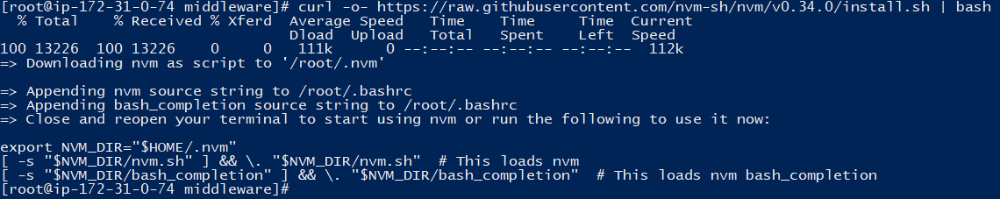 [root@ip-172-31-0-74 middleware]# curl -o- https://raw.githubusercontent.com/nvm-sh/nvm/v0.34.0/install.sh | bash
  % Total    % Received % Xferd  Average Speed   Time    Time     Time  Current
                                 Dload  Upload   Total   Spent    Left  Speed
100 13226  100 13226    0     0   111k      0 --:--:-- --:--:-- --:--:--  112k
=> Downloading nvm as script to '/root/.nvm'

=> Appending nvm source string to /root/.bashrc
=> Appending bash_completion source string to /root/.bashrc
=> Close and reopen your terminal to start using nvm or run the following to use it now:

export NVM_DIR="$HOME/.nvm"
[ -s "$NVM_DIR/nvm.sh" ] && \. "$NVM_DIR/nvm.sh"  # This loads nvm
[ -s "$NVM_DIR/bash_completion" ] && \. "$NVM_DIR/bash_completion"  # This loads nvm bash_completion
[root@ip-172-31-0-74 middleware]#